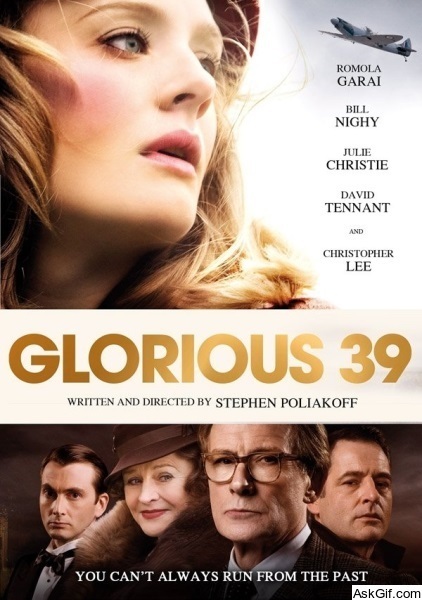 ROMOLA
GARAI
BILL
NIGHY
JULIE
CHRISTIE
DAVID
TENNANT
AND
CHRISTOPHER
LEE
GLORIOUS 39
WRITTEN AND DIRECTED BY STEPHEN POLIAKOFF
YOU CAN'T ALWAYS RUN FROM THE PAST
AskGif.com